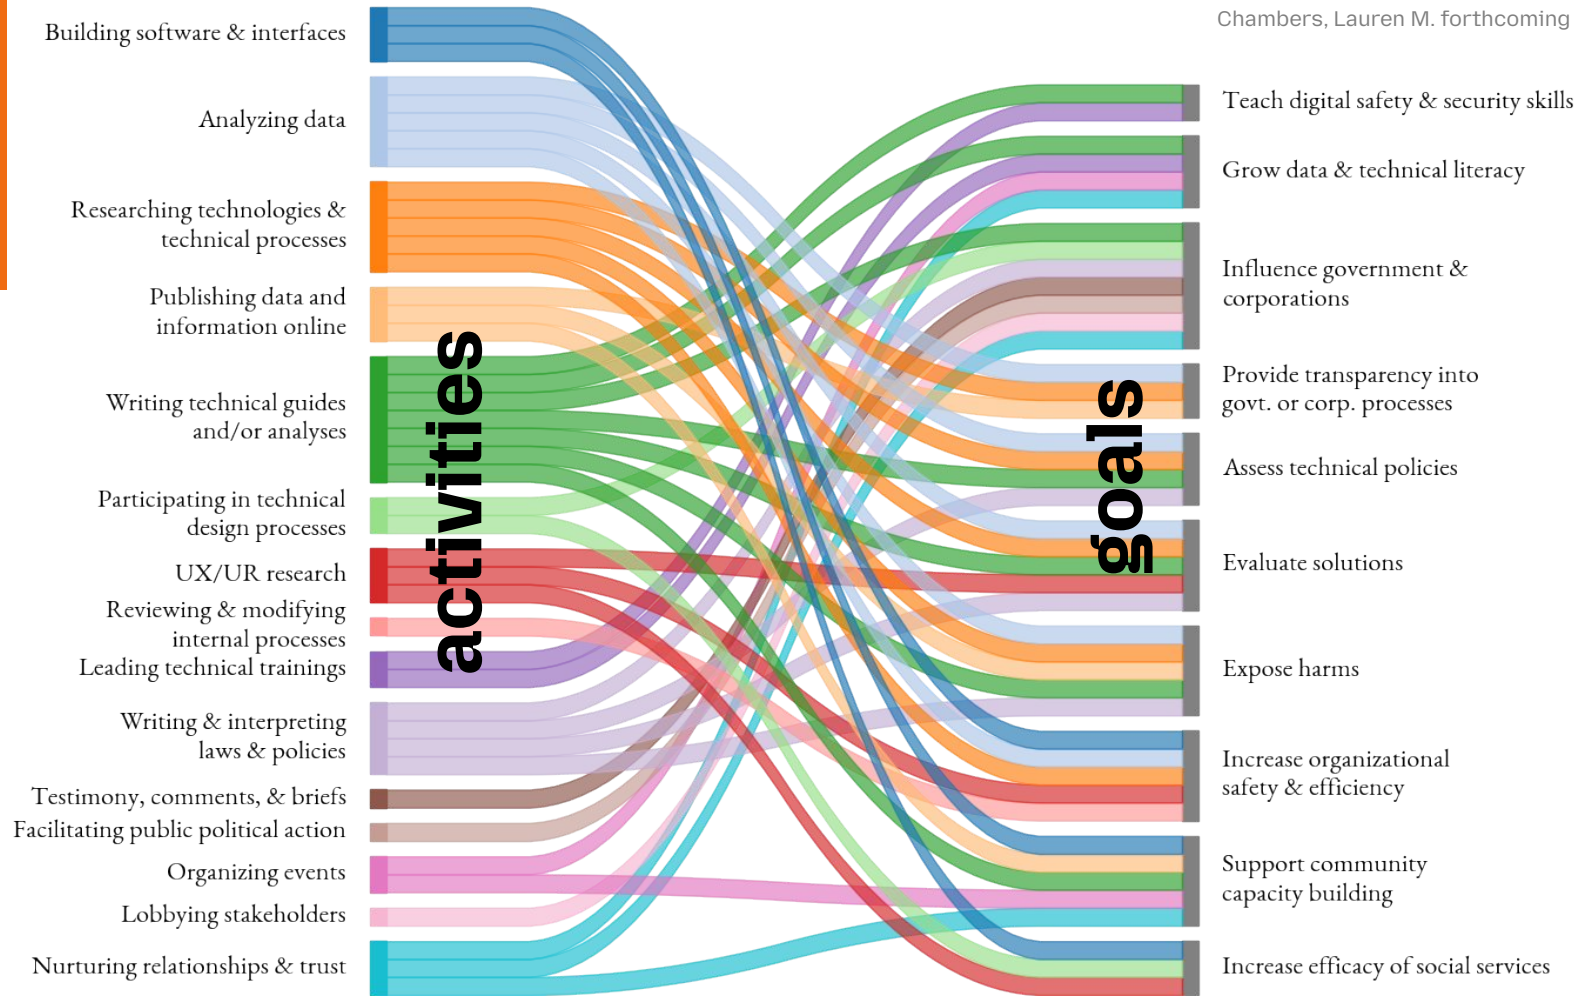 Chambers, Lauren M. forthcoming
Building software & interfaces
Analyzing data
Researching technologies &
technical processes
Publishing data and
information online
Writing technical guides
and/or analyses
Participating in technical
design processes
UX/UR research
Reviewing & modifying
internal processes
Leading technical trainings
Writing & interpreting
laws & policies
Testimony, comments, & briefs
Facilitating public political action
Organizing events
Lobbying stakeholders
Nurturing relationships & trust
activities
goals
Teach digital safety & security skills
Grow data & technical literacy
Influence government &
corporations
Provide transparency into
govt. or corp. processes
Assess technical policies
Evaluate solutions
Expose harms
Increase organizational
safety & efficiency
Support community
capacity building
Increase efficacy of social services